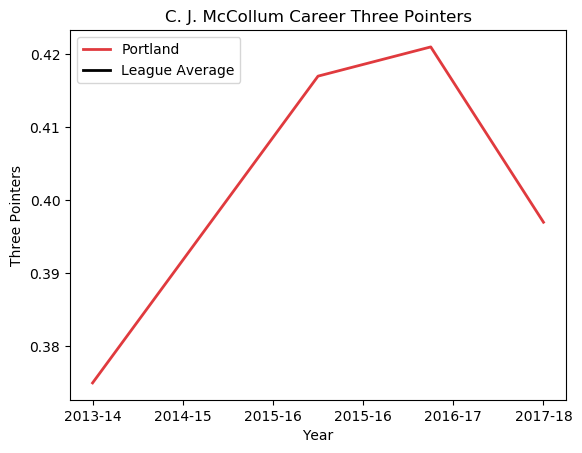 C. J. McCollum Career Three Pointers
Portland
League Average
0.42
0.41
0.40
0.39
0.38
Three Pointers
2013-14 2014-15 2015-16 2015-16 2016-17 2017-18
Year